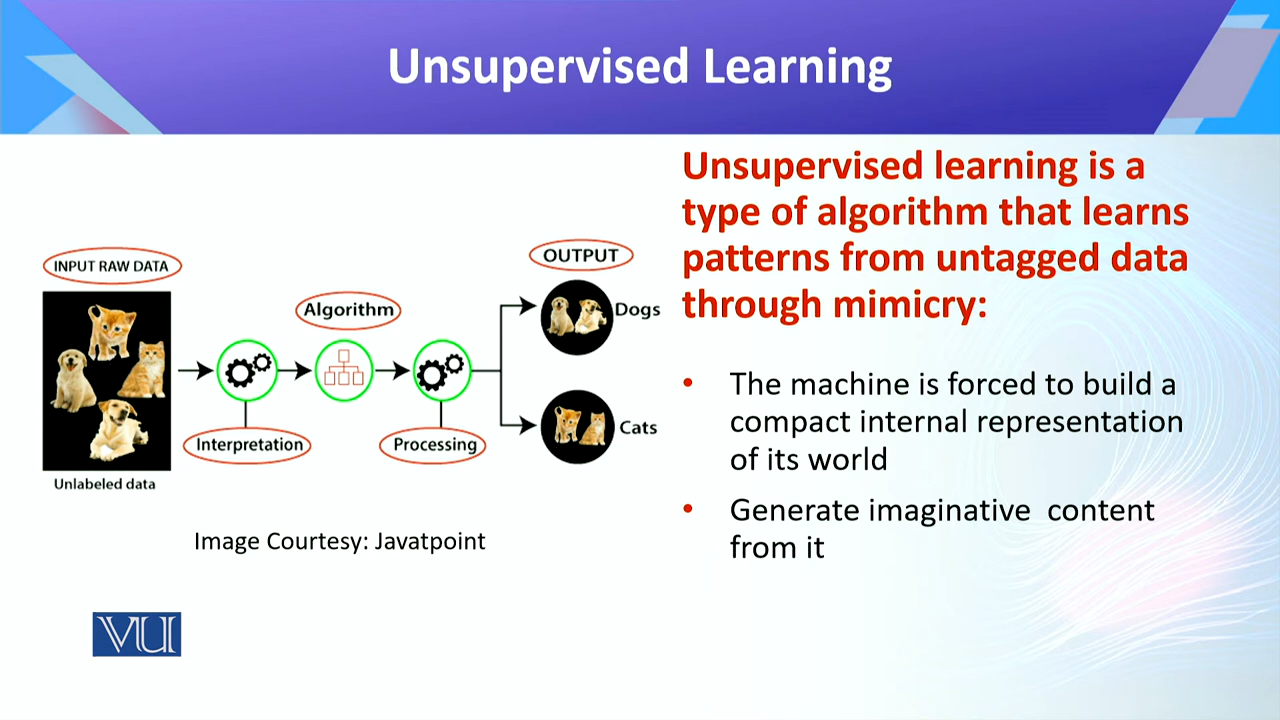 Unsupervised Learning
INPUT RAW DATA
Unlabeled data
Interpretation
Algorithm
Processing
OUTPUT
Dogs
Cats
Image Courtesy: Javatpoint
VU
Unsupervised learning is a
type of algorithm that learns
patterns from untagged data
through mimicry:
• The machine is forced to build a
compact internal representation
of its world
• Generate imaginative content
from it